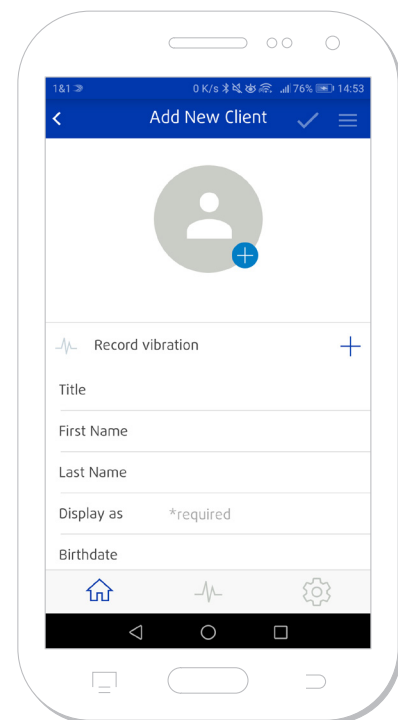 1&1 0 K/s 76% 14:53
Add New Client
Record vibration
Title
First Name
Last Name
Display as *required
Birthdate